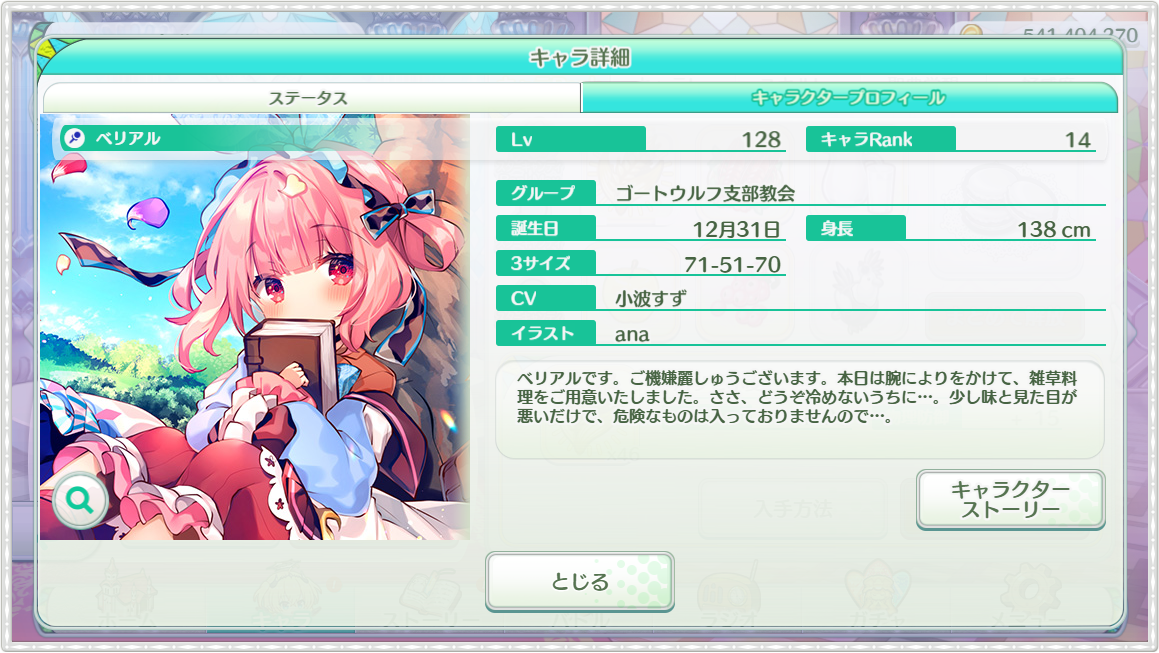 541,494,270
キャラ詳細
ステータス
キャラクタープロフィール
ベリアル
Lv 128 キャラRank 14
グループ ゴートウルフ支部教会
誕生日 12月31日 身長 138 cm
3サイズ 71-51-70
CV 小波すず
イラスト ana
ベリアルです。ご機嫌麗しゅうございます。本日は腕によりをかけて、雑草料
理をご用意いたしました。ささ、どうぞ冷めないうちに…。少し味と見た目が
悪いだけで、危険なものは入っておりませんので…。
入手方法
キャラクター
ストーリー
とじる